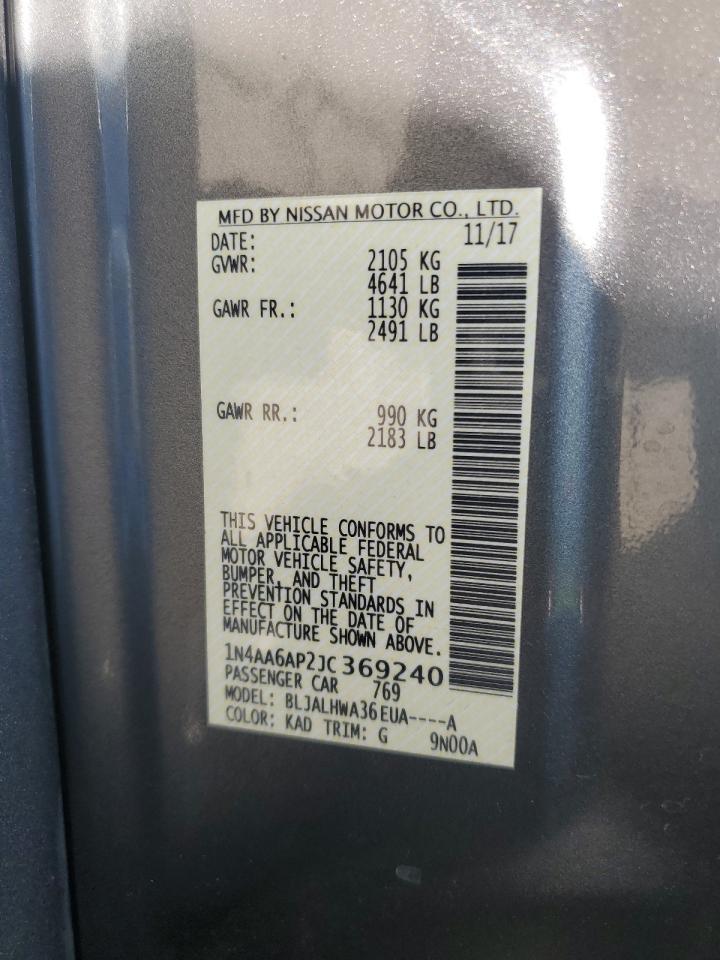 MFD BY NISSAN MOTOR CO., LTD.
DATE: 11/17
GVWR: 2105 KG
4641 LB
GAWR FR.: 1130 KG
2491 LB
GAWR RR.: 990 KG
2183 LB
THIS VEHICLE CONFORMS TO
ALL APPLICABLE FEDERAL
MOTOR VEHICLE SAFETY,
BUMPER, AND THEFT
PREVENTION STANDARDS IN
EFFECT ON THE DATE OF
MANUFACTURE SHOWN ABOVE.
1N4AA6AP2JC369240
PASSENGER CAR 769
MODEL: BLJALHWA36EUA----A
COLOR: KAD TRIM: G 9N00A